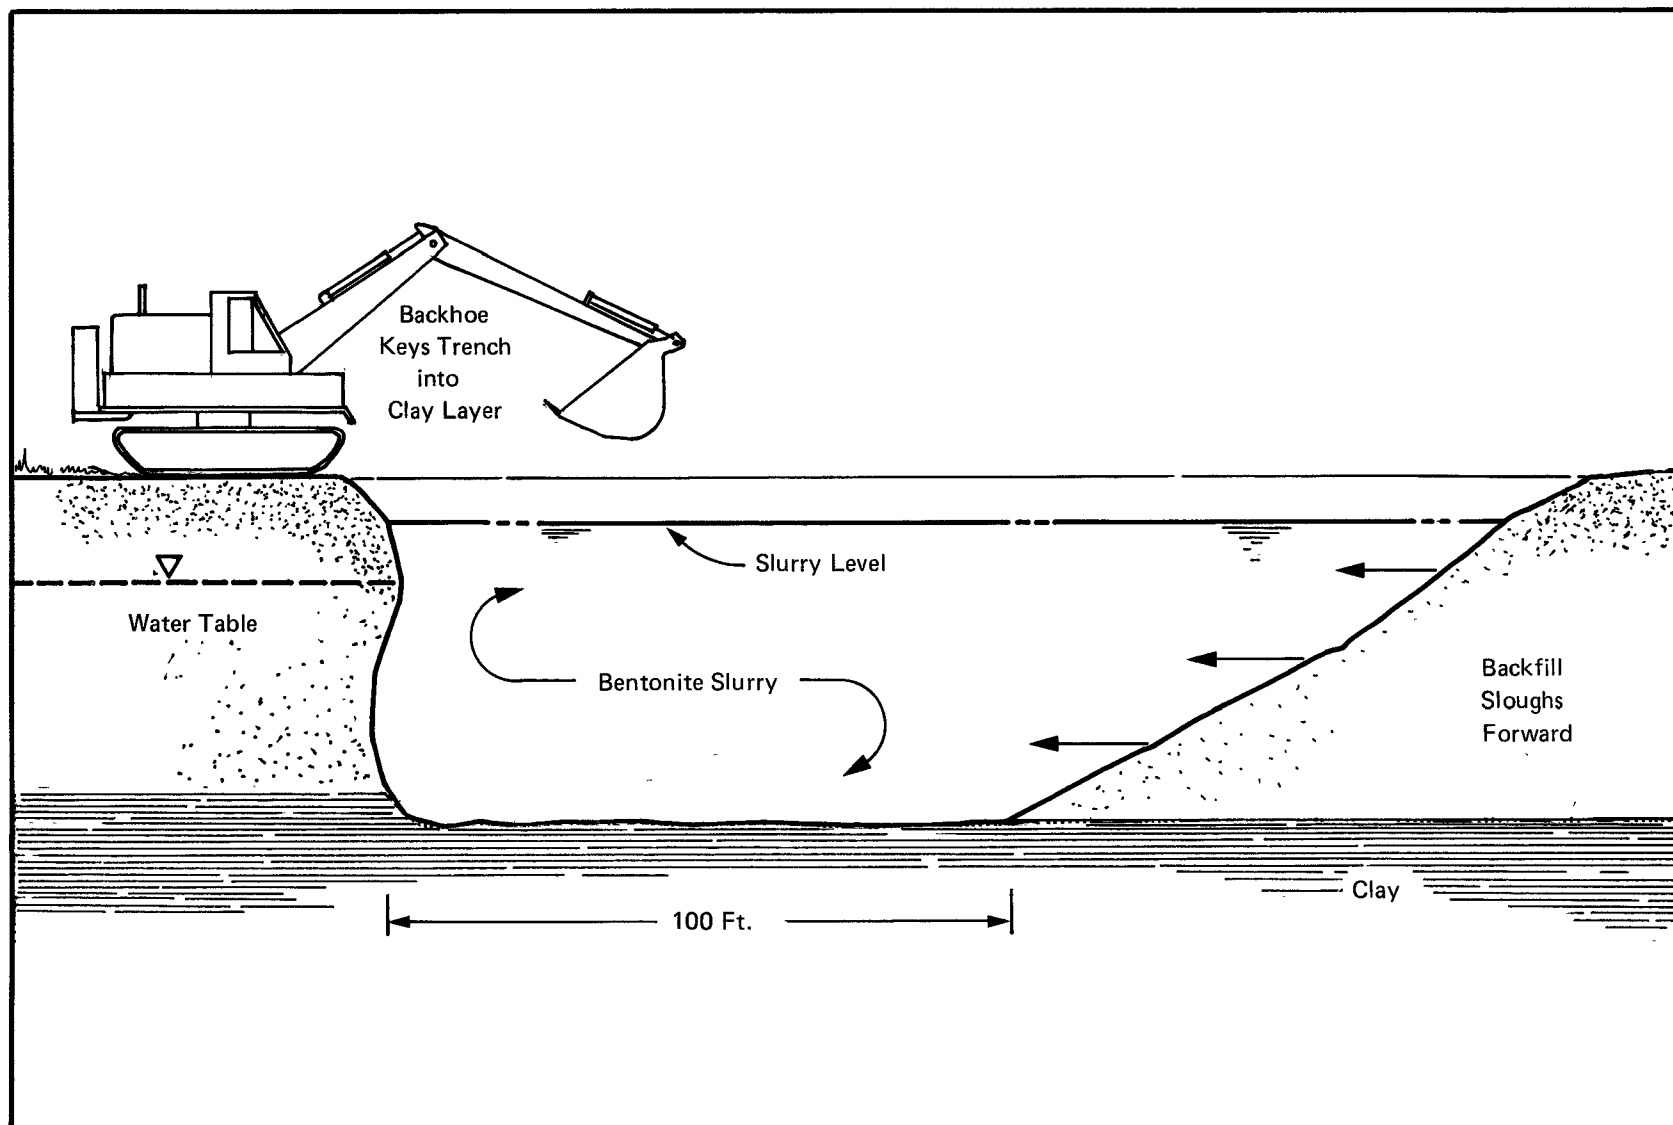 Backhoe
Keys Trench
into
Clay Layer
Slurry Level
Water Table
Bentonite Slurry
Backfill
Sloughs
Forward
Clay
100 Ft.